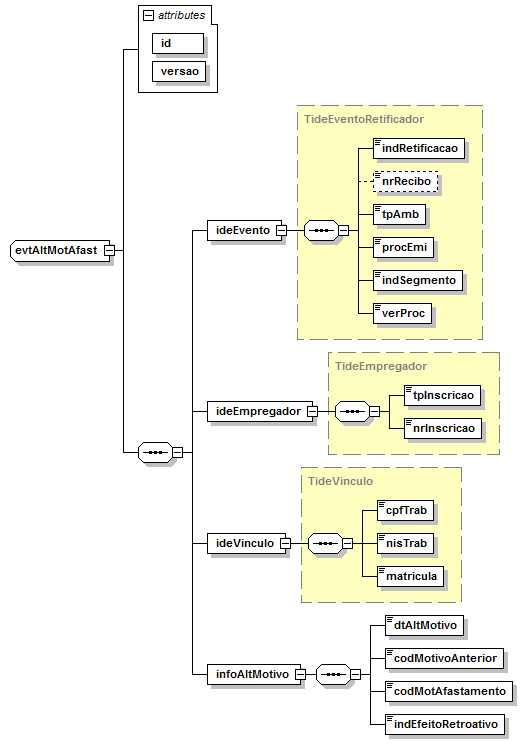 attributes
id
versao
TideEventoRetificador
indRetificacao
nrRecibo
ideEvento
tpAmb
evtAltMotAfast
procEmi
indSegmento
verProc
TideEmpregador
tpInscricao
ideEmpregador
nrInscricao
TideVinculo
cpfTrab
ideVinculo
nisTrab
matricula
dtAltMotivo
codMotivoAnterior
infoAltMotivo
codMotAfastamento
indEfeitoRetroativo